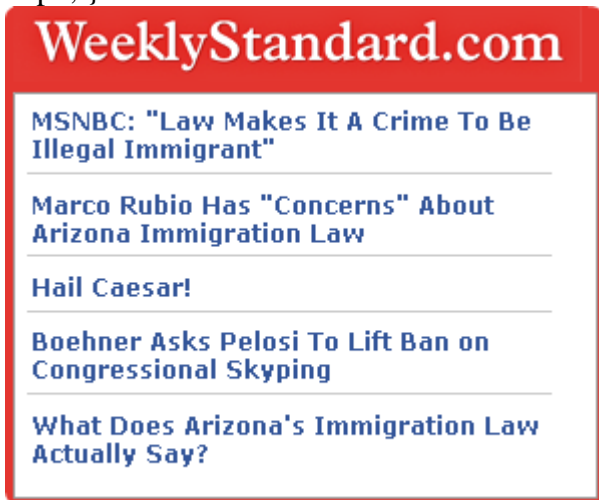 WeeklyStandard.com
MSNBC: "Law Makes It A Crime To Be
Illegal Immigrant"
Marco Rubio Has "Concerns" About
Arizona Immigration Law
Hail Caesar!
Boehner Asks Pelosi To Lift Ban on
Congressional Skyping
What Does Arizona's Immigration Law
Actually Say?